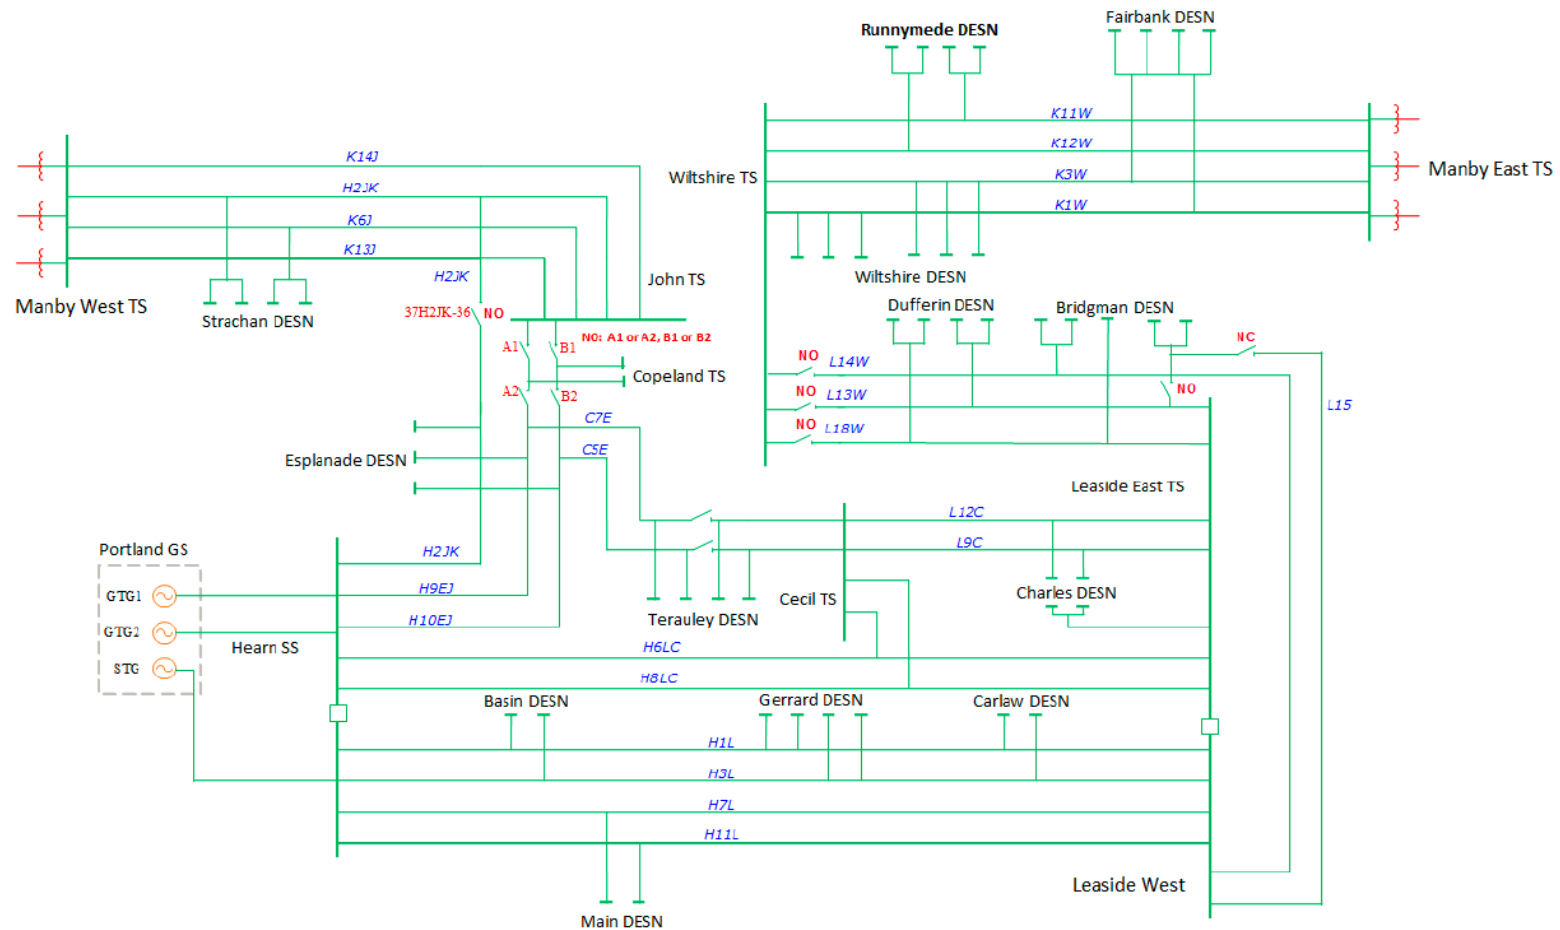 Fairbank DESN
Runnymede DESN
K11W
K12W
K14J
Manby East TS
K3W
Wiltshire TS
H2JK
K1W
K6J
K13J
H2JK
John TS
Wiltshire DESN
Manby West TS
Dufferin DESN
Bridgman DESN
37H2JK-36
NO
Strachan DESN
NO: A1 or A2, B1 or B2
NC
A1
B1
NO
L14W
Copeland TS
A2
B2
NO
L13W
NO
L15
C7E
NO
L18W
C5E
Esplanade DESN
Leaside East TS
L12C
L9C
Portland GS
H2JK
GTG1
H9EJ
Cecil TS
Charles DESN
H10EJ
Terauley DESN
GTG2
Hearn SS
H6LC
STG
H8LC
Basin DESN
Gerrard DESN
Carlaw DESN
H1L
H3L
H7L
H11L
Leaside West
Main DESN